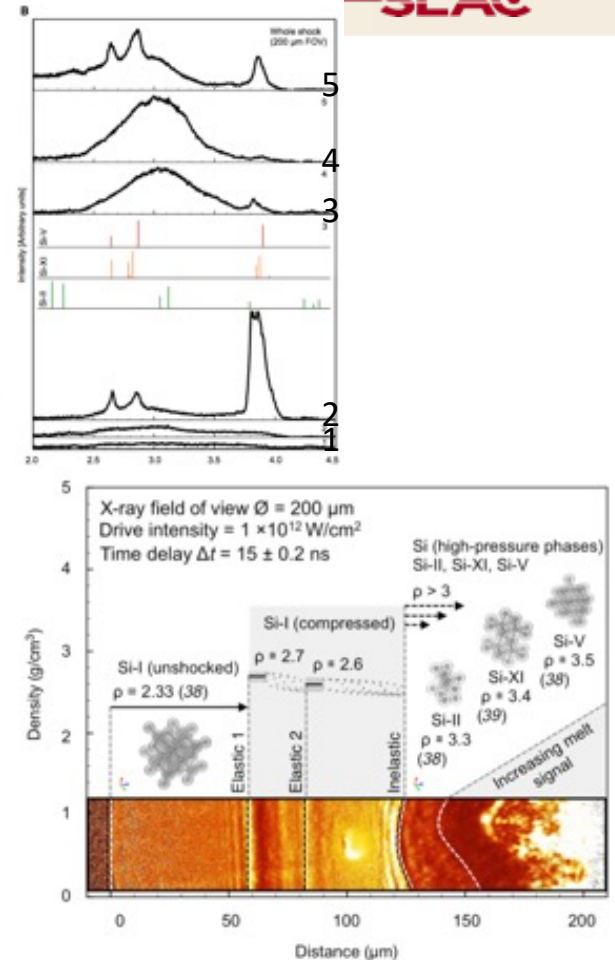 SLAC
B
Whole shock
(200 μm FOV)
5
5
4
4
3
3
Intensity [Arbitrary units]
Si-V
Si-XI
Si-II
2
1
2.0 2.5 3.0 3.5 4.0 4.5
5
4
3
2
1
0
Density (g/cm³)
X-ray field of view Ø = 200 μm
Drive intensity = 1 ×10¹² W/cm²
Time delay Δt = 15 ± 0.2 ns
Si (high-pressure phases)
Si-II, Si-XI, Si-V
ρ > 3
Si-I (compressed)
Si-I (unshocked)
ρ = 2.33 (38)
ρ = 2.7
ρ = 2.6
Si-V
ρ = 3.5
(38)
Si-XI
ρ = 3.4
(39)
Si-II
ρ = 3.3
(38)
Elastic 1
Elastic 2
Inelastic
Increasing melt
signal
0 50 100 150 200
Distance (μm)